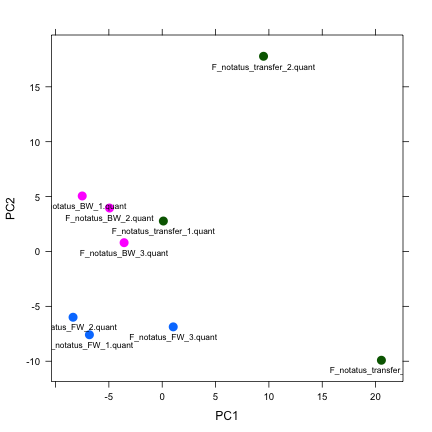 15
10
5
0
-5
-10
PC2
F_notatus_transfer_2.quant
otatus_BW_1.quant
F_notatus_BW_2.quant
F_notatus_transfer_1.quant
F_notatus_BW_3.quant
atus_FW_2.quant
F_notatus_FW_3.quant
_notatus_FW_1.quant
F_notatus_transfer_
-5 0 5 10 15 20
PC1